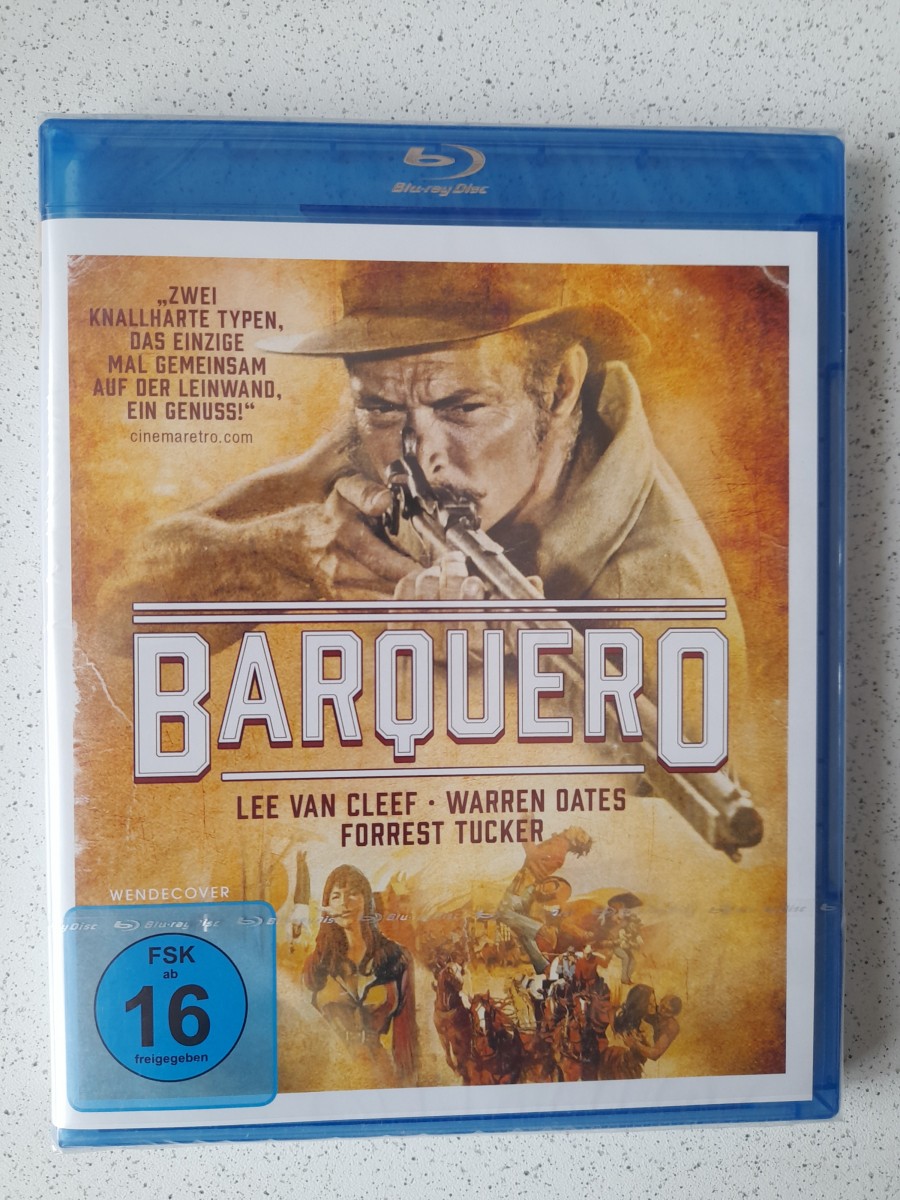 Blu-ray Disc
„ZWEI
KNALLHARTE TYPEN,
DAS EINZIGE
MAL GEMEINSAM
AUF DER LEINWAND,
EIN GENUSS!“
cinemaretro.com
BARQUERO
LEE VAN CLEEF · WARREN OATES
FORREST TUCKER
WENDECOVER
FSK
ab
16
freigegeben